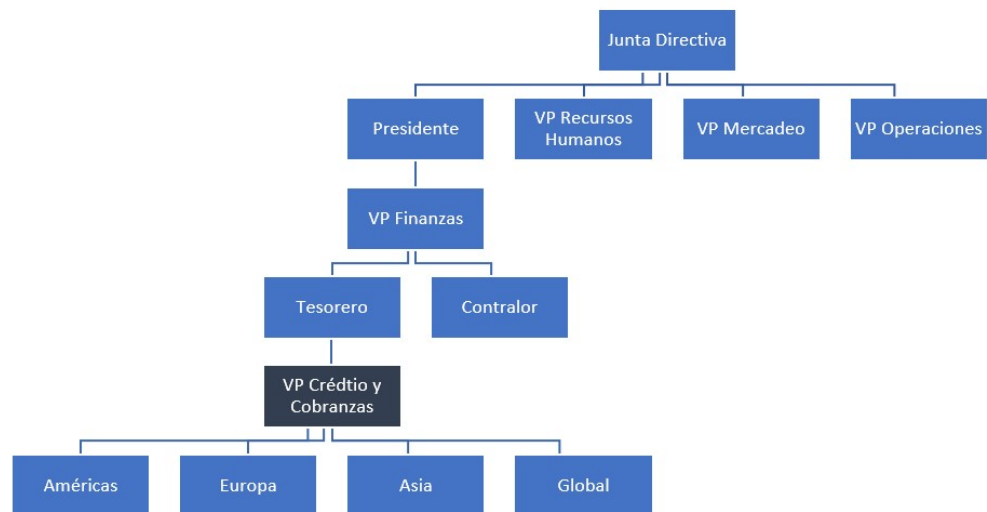 Junta Directiva
Presidente
VP Recursos
Humanos
VP Mercadeo
VP Operaciones
VP Finanzas
Tesorero
Contralor
VP Crédtio y
Cobranzas
Américas
Europa
Asia
Global